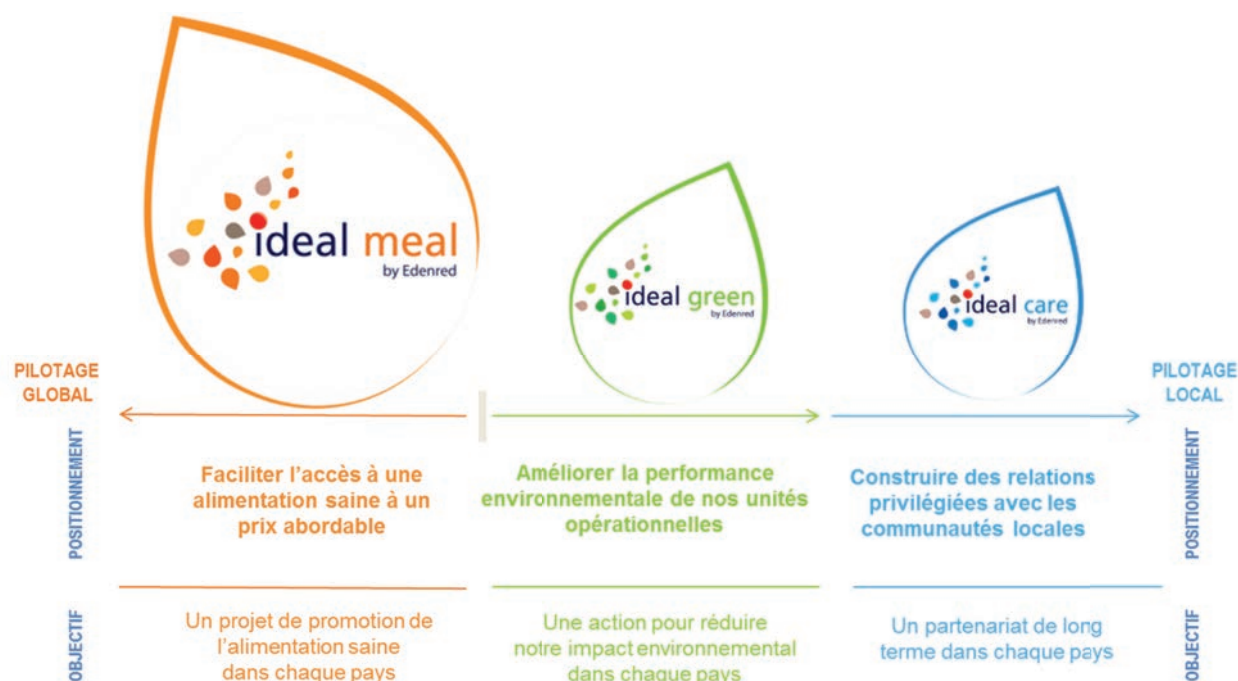 ideal meal
by Edenred
ideal green
by Edenred
ideal care
by Edenred
PILOTAGE
GLOBAL
PILOTAGE
LOCAL
POSITIONNEMENT
Faciliter l’accès à une
alimentation saine à un
prix abordable
Améliorer la performance
environnementale de nos unités
opérationnelles
Construire des relations
privilégiées avec les
communautés locales
POSITIONNEMENT
OBJECTIF
Un projet de promotion de
l’alimentation saine
dans chaque pays
Une action pour réduire
notre impact environnemental
dans chaque pays
Un partenariat de long
terme dans chaque pays
OBJECTIF